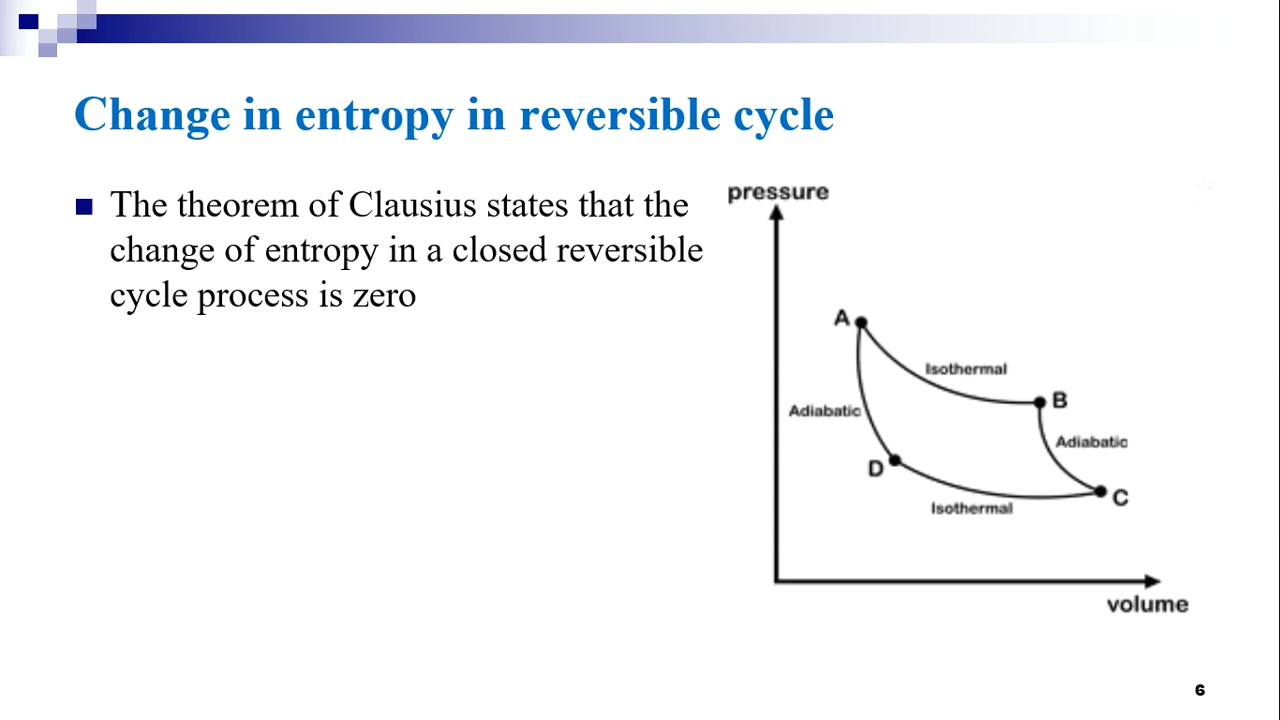 Change in entropy in reversible cycle
The theorem of Clausius states that the
change of entropy in a closed reversible
cycle process is zero
pressure
A
Isothermal
B
Adiabatic
Adiabatic
D
C
Isothermal
volume
6